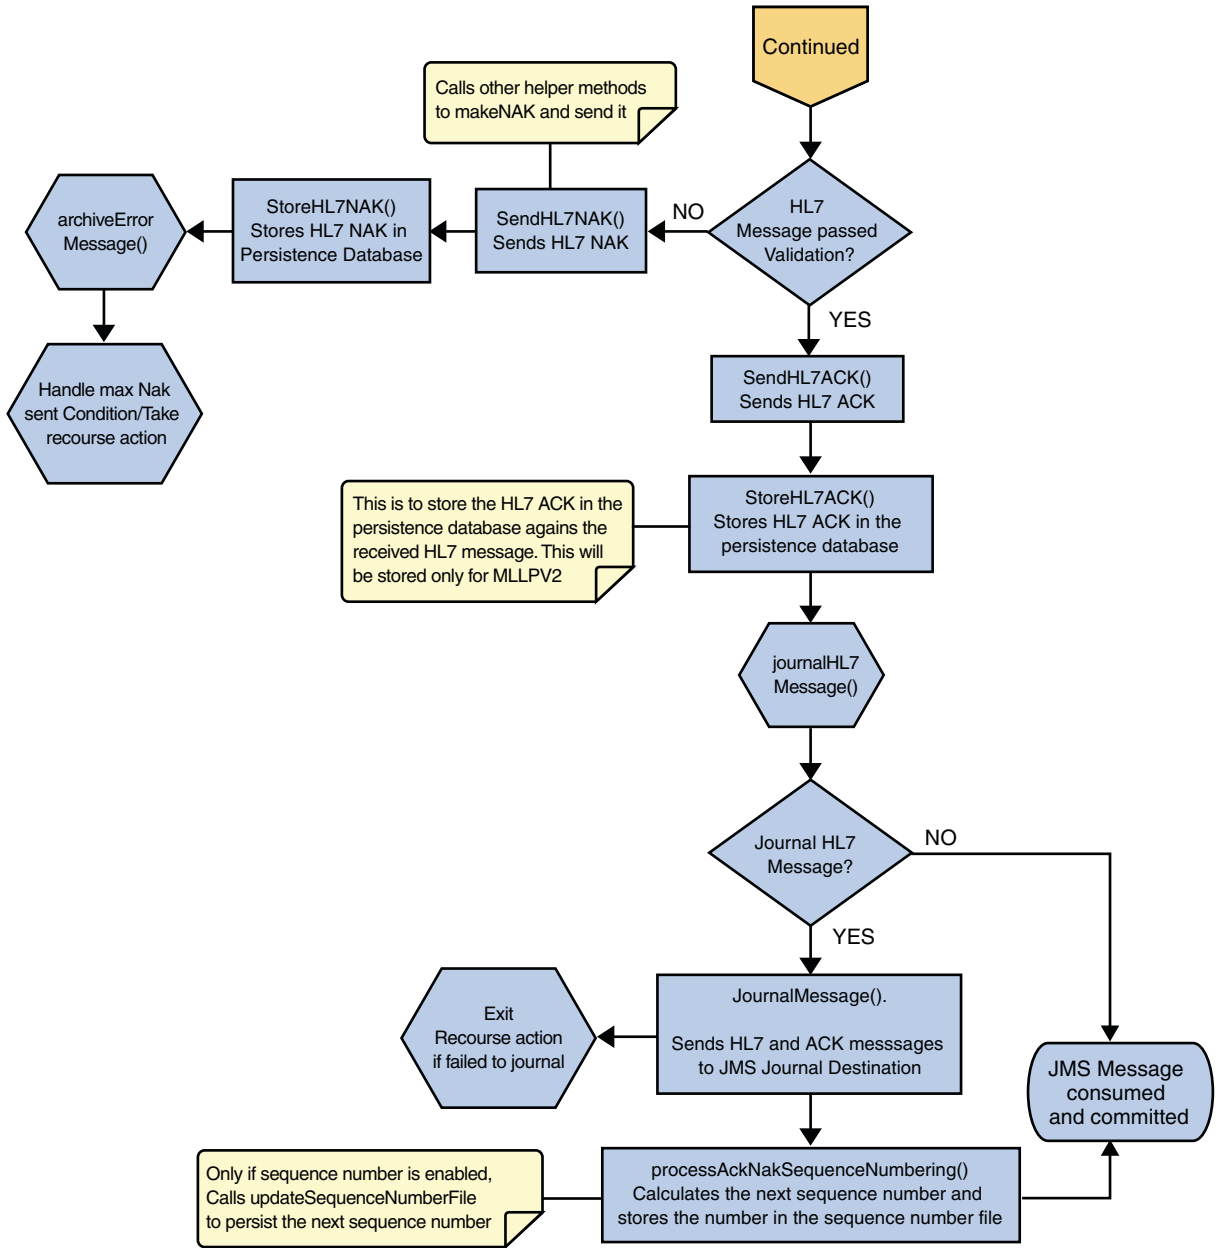 Continued
Calls other helper methods
to makeNAK and send it
HL7
Message passed
Validation?
NO
SendHL7NAK()
Sends HL7 NAK
StoreHL7NAK()
Stores HL7 NAK in
Persistence Database
archiveError
Message()
Handle max Nak
sent Condition/Take
recourse action
YES
SendHL7ACK()
Sends HL7 ACK
StoreHL7ACK()
Stores HL7 ACK in the
persistence database
This is to store the HL7 ACK in the
persistence database agains the
received HL7 message. This will
be stored only for MLLPV2
journalHL7
Message()
Journal HL7
Message?
NO
YES
JournalMessage().
Sends HL7 and ACK messsages
to JMS Journal Destination
Exit
Recourse action
if failed to journal
JMS Message
consumed
and committed
processAckNakSequenceNumbering()
Calculates the next sequence number and
stores the number in the sequence number file
Only if sequence number is enabled,
Calls updateSequenceNumberFile
to persist the next sequence number